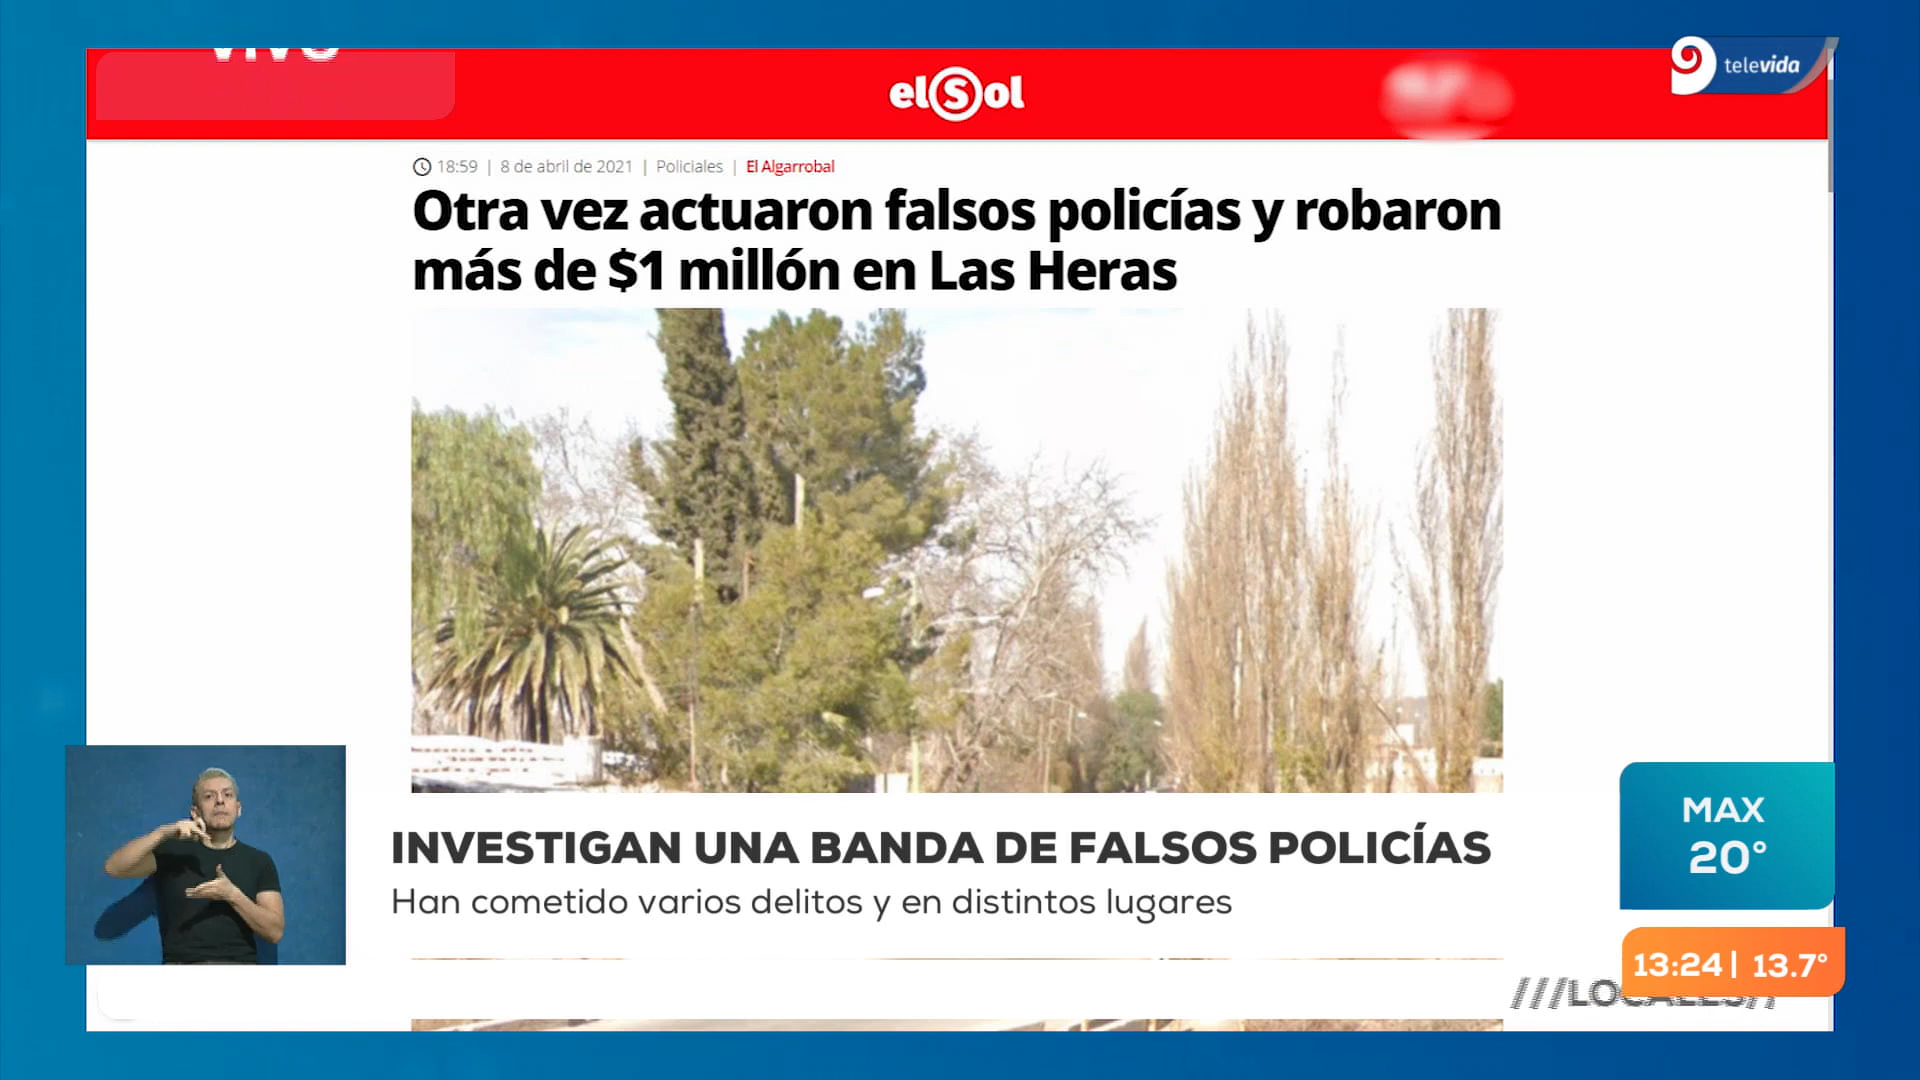 elSol
9 televida
18:59 | 8 de abril de 2021 | Policiales | El Algarrobal
Otra vez actuaron falsos policías y robaron
más de $1 millón en Las Heras
INVESTIGAN UNA BANDA DE FALSOS POLICÍAS
Han cometido varios delitos y en distintos lugares
MAX
20°
13:24 | 13.7°
///LOCALES//